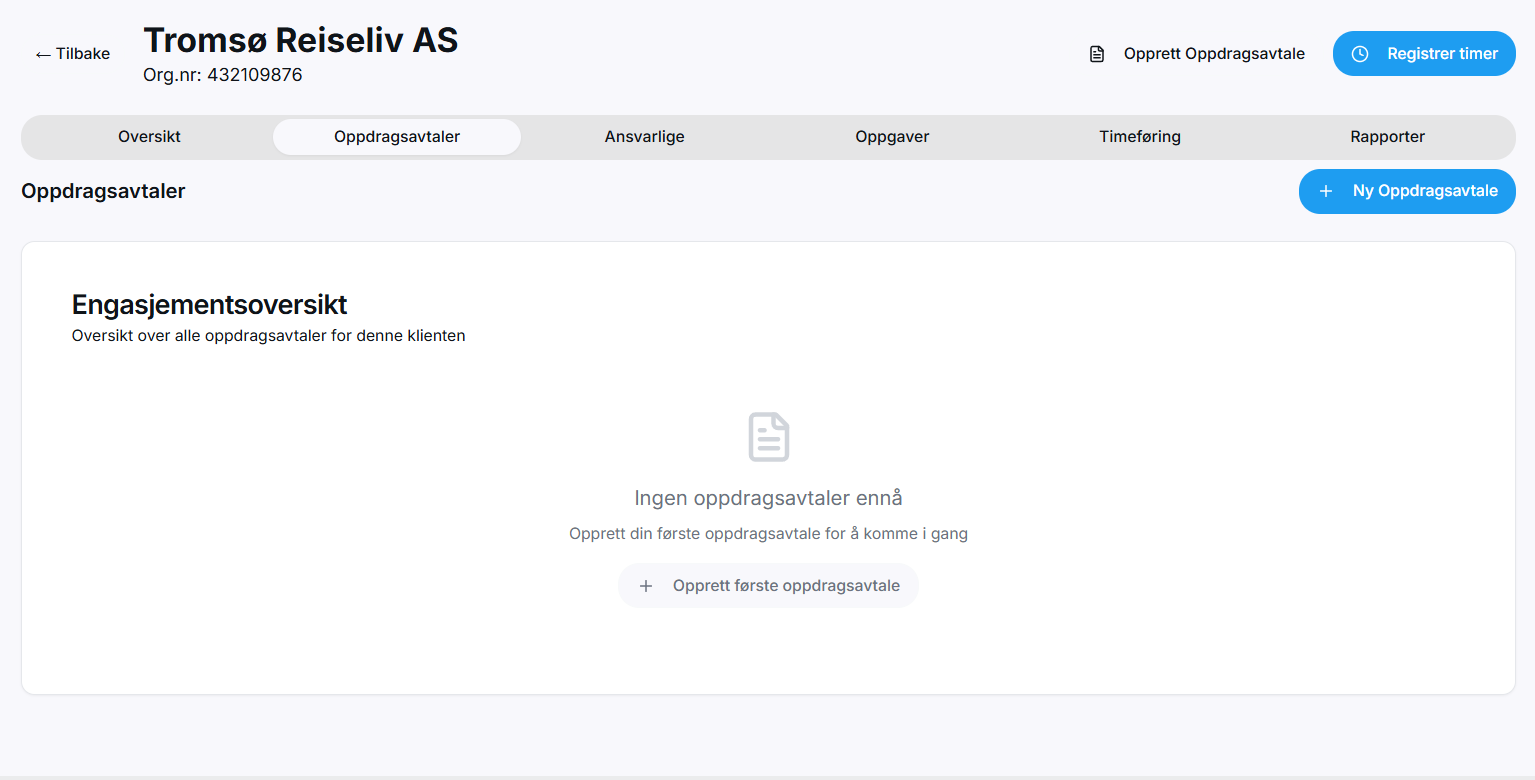 ← Tilbake
Tromsø Reiseliv AS
Org.nr: 432109876
Opprett Oppdragsavtale
Registrer timer
Oversikt
Oppdragsavtaler
Ansvarlige
Oppgaver
Timeføring
Rapporter
Oppdragsavtaler
Ny Oppdragsavtale
Engasjementsoversikt
Oversikt over alle oppdragsavtaler for denne klienten
Ingen oppdragsavtaler ennå
Opprett din første oppdragsavtale for å komme i gang
Opprett første oppdragsavtale